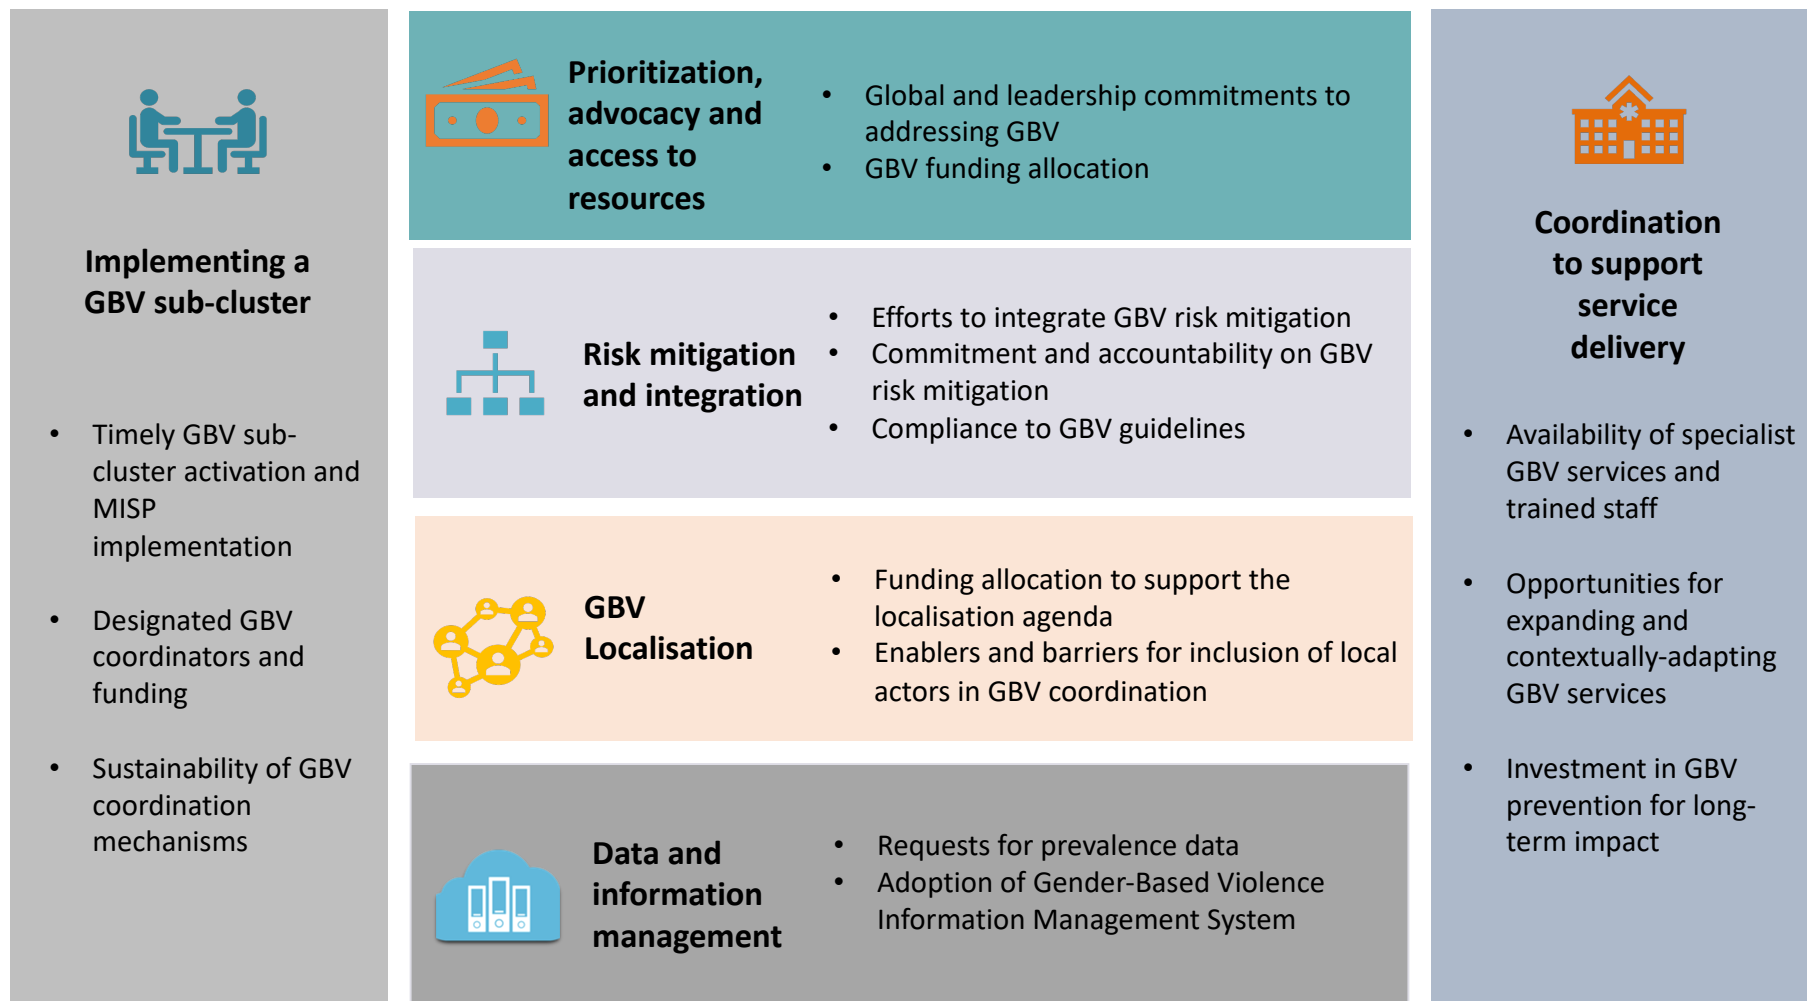 Implementing a
GBV sub-cluster
• Timely GBV sub-
cluster activation and
MISP
implementation
• Designated GBV
coordinators and
funding
• Sustainability of GBV
coordination
mechanisms
Prioritization,
advocacy and
access to
resources
• Global and leadership commitments to
addressing GBV
• GBV funding allocation
Risk mitigation
and integration
• Efforts to integrate GBV risk mitigation
• Commitment and accountability on GBV
risk mitigation
• Compliance to GBV guidelines
GBV
Localisation
• Funding allocation to support the
localisation agenda
• Enablers and barriers for inclusion of local
actors in GBV coordination
Data and
information
management
• Requests for prevalence data
• Adoption of Gender-Based Violence
Information Management System
Coordination
to support
service
delivery
• Availability of specialist
GBV services and
trained staff
• Opportunities for
expanding and
contextually-adapting
GBV services
• Investment in GBV
prevention for long-
term impact